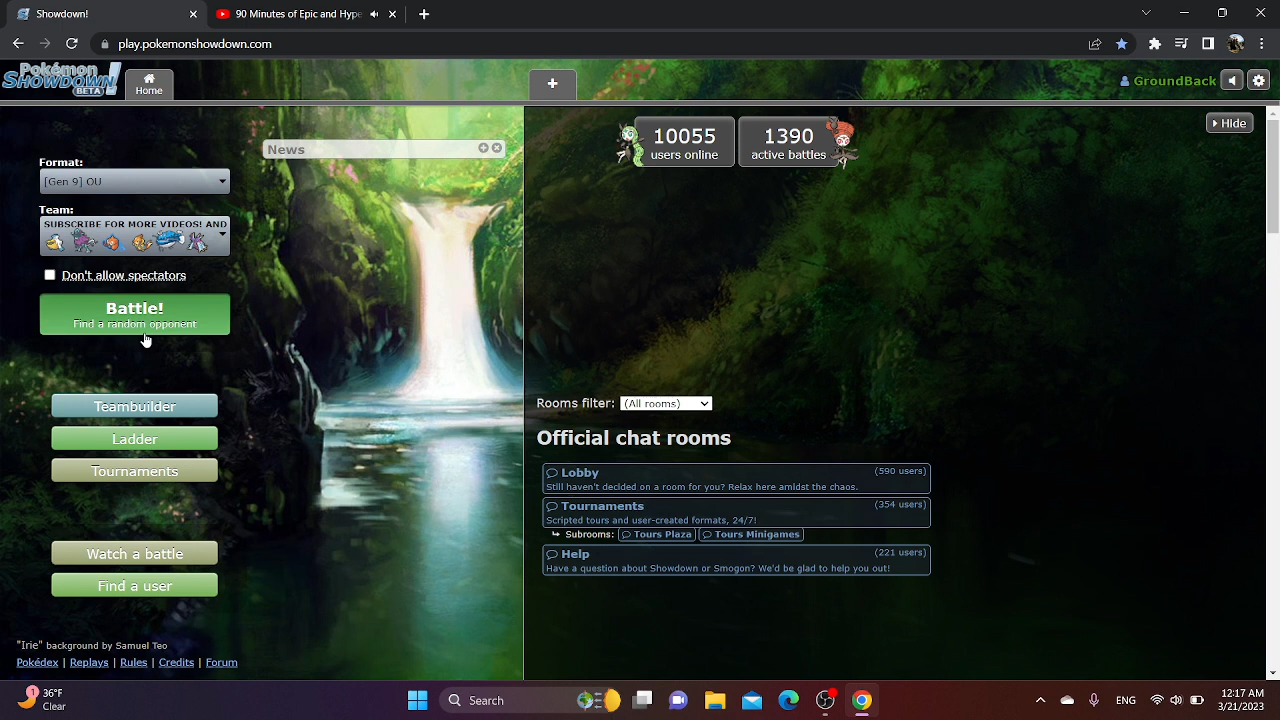 Showdown!
90 Minutes of Epic and Hype
play.pokemonshowdown.com
Pokémon
SHOWDOWN!
BETA
Home
GroundBack
News
10055
users online
1390
active battles
Hide
Format:
[Gen 9] OU
Team:
SUBSCRIBE FOR MORE VIDEOS! AND
Don't allow spectators
Battle!
Find a random opponent
Teambuilder
Ladder
Tournaments
Watch a battle
Find a user
"Irie" background by Samuel Teo
Pokédex | Replays | Rules | Credits | Forum
Rooms filter: (All rooms)
Official chat rooms
Lobby (590 users)
Still haven't decided on a room for you? Relax here amidst the chaos.
Tournaments (354 users)
Scripted tours and user-created formats, 24/7!
Subrooms: Tours Plaza Tours Minigames
Help (221 users)
Have a question about Showdown or Smogon? We'd be glad to help you out!
1
36°F
Clear
Search
ENG
12:17 AM
3/21/2023